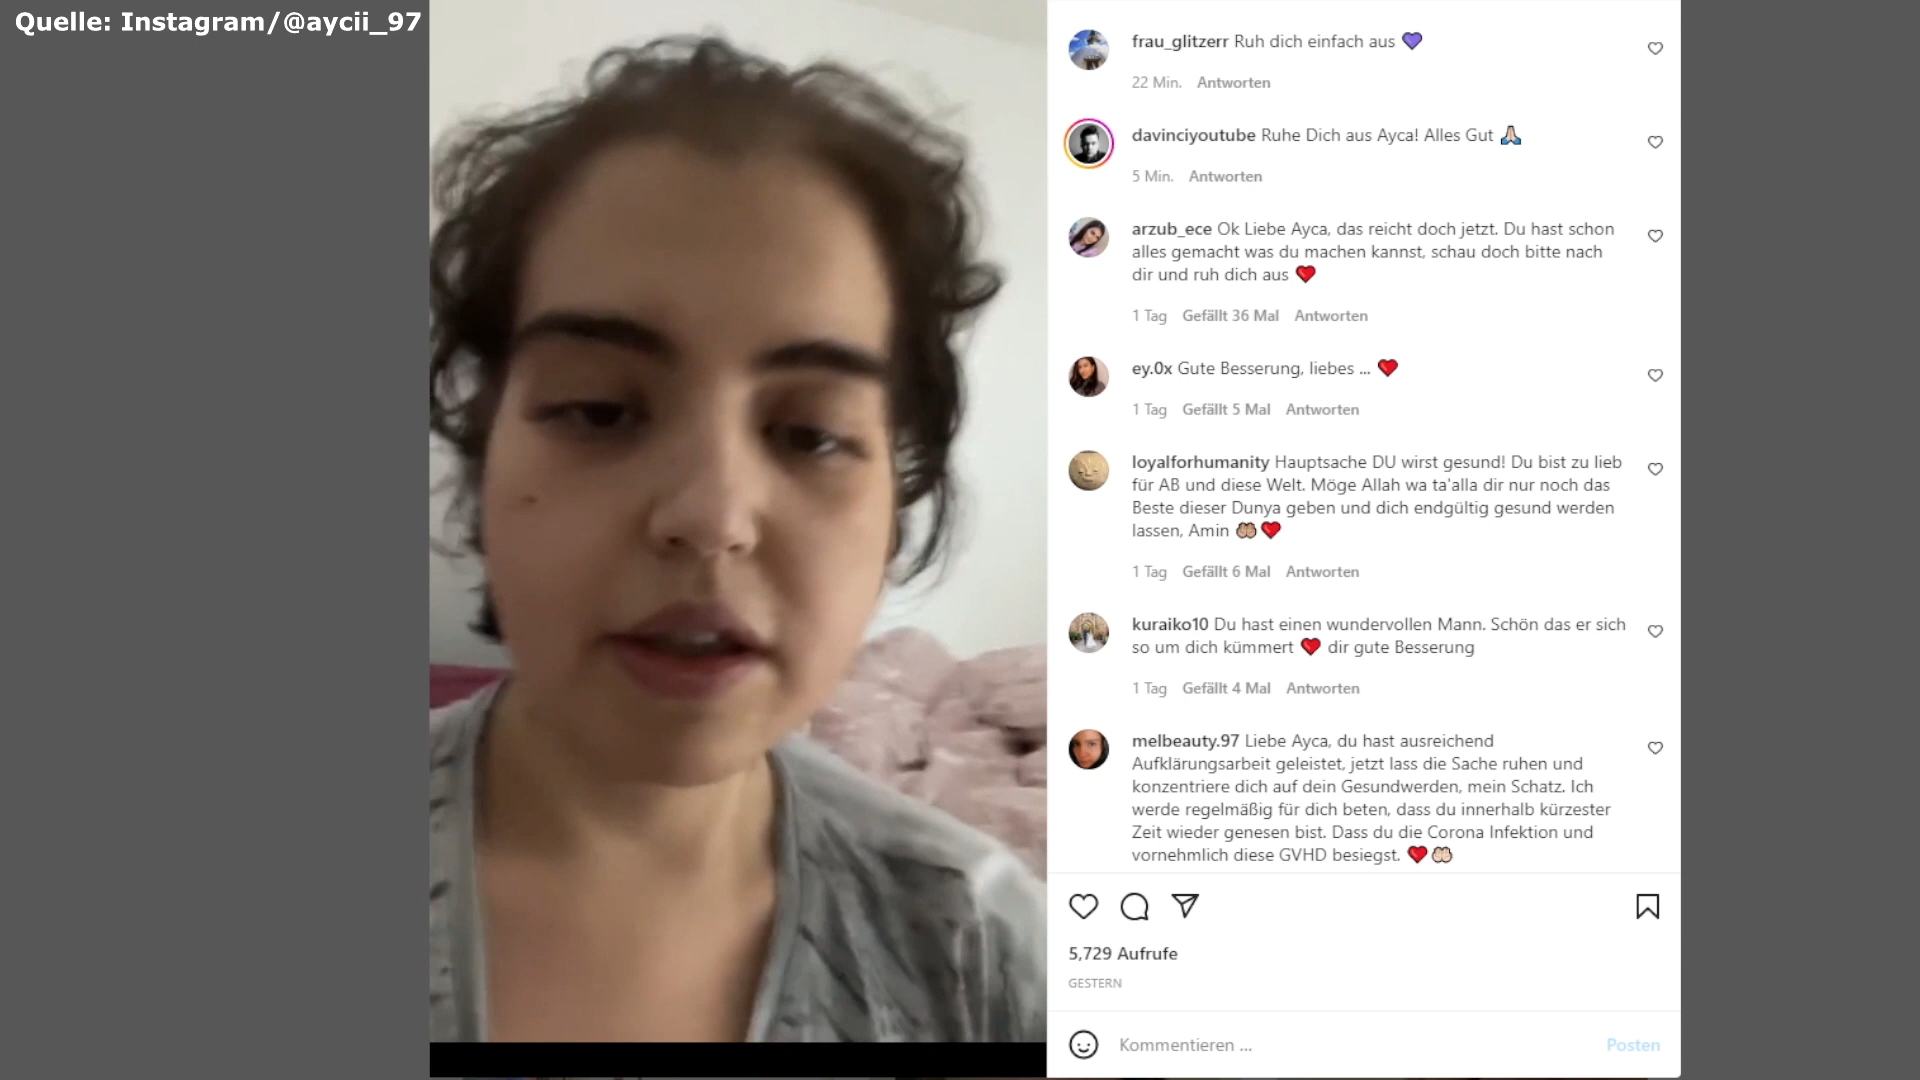 Quelle: Instagram/@aycii_97
frau_glitzerr Ruh dich einfach aus 💜
22 Min. Antworten
davinciyoutube Ruhe Dich aus Ayca! Alles Gut 🙏🏻
5 Min. Antworten
arzub_ece Ok Liebe Ayca, das reicht doch jetzt. Du hast schon
alles gemacht was du machen kannst, schau doch bitte nach
dir und ruh dich aus ❤️
1 Tag Gefällt 36 Mal Antworten
ey.0x Gute Besserung, liebes ... ❤️
1 Tag Gefällt 5 Mal Antworten
loyalforhumanity Hauptsache DU wirst gesund! Du bist zu lieb
für AB und diese Welt. Möge Allah wa ta'alla dir nur noch das
Beste dieser Dunya geben und dich endgültig gesund werden
lassen, Amin 🤲🏼❤️
1 Tag Gefällt 6 Mal Antworten
kuraiko10 Du hast einen wundervollen Mann. Schön das er sich
so um dich kümmert ❤️ dir gute Besserung
1 Tag Gefällt 4 Mal Antworten
melbeauty.97 Liebe Ayca, du hast ausreichend
Aufklärungsarbeit geleistet, jetzt lass die Sache ruhen und
konzentriere dich auf dein Gesundwerden, mein Schatz. Ich
werde regelmäßig für dich beten, dass du innerhalb kürzester
Zeit wieder genesen bist. Dass du die Corona Infektion und
vornehmlich diese GVHD besiegst. ❤️🤲🏻
5,729 Aufrufe
GESTERN
Kommentieren ...
Posten